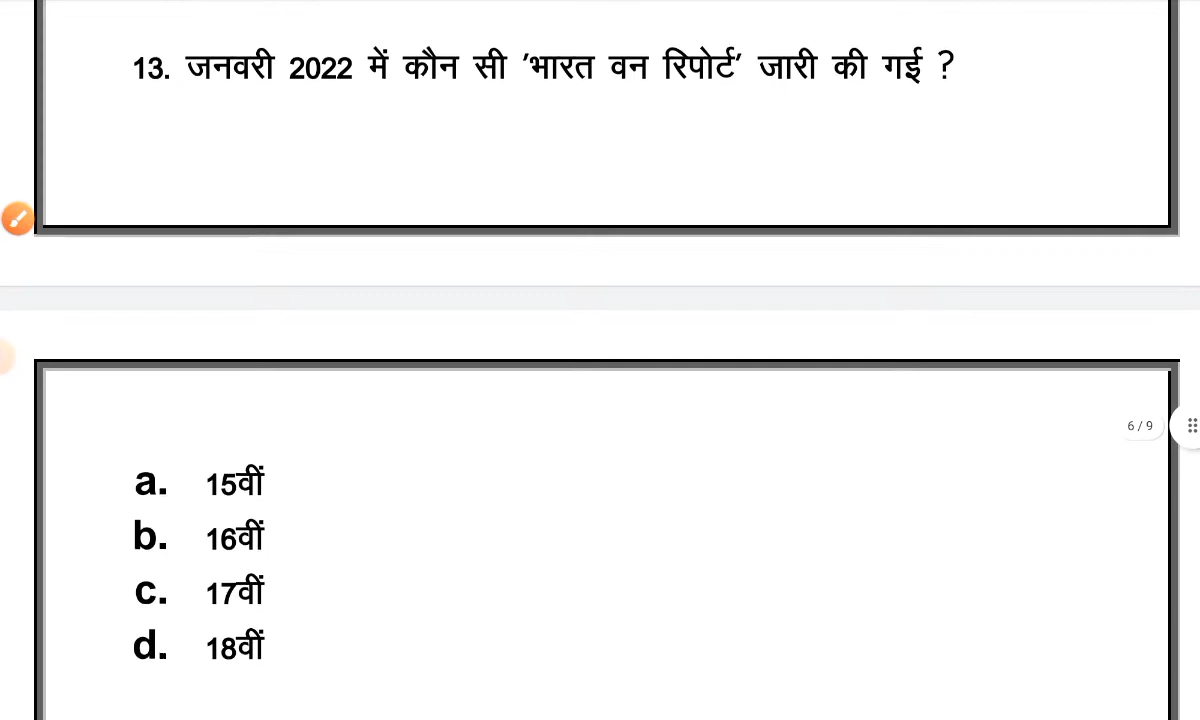 13. जनवरी 2022 में कौन सी ’भारत वन रिपोर्ट’ जारी की गई ?
6 / 9
a. 15वीं
b. 16वीं
c. 17वीं
d. 18वीं